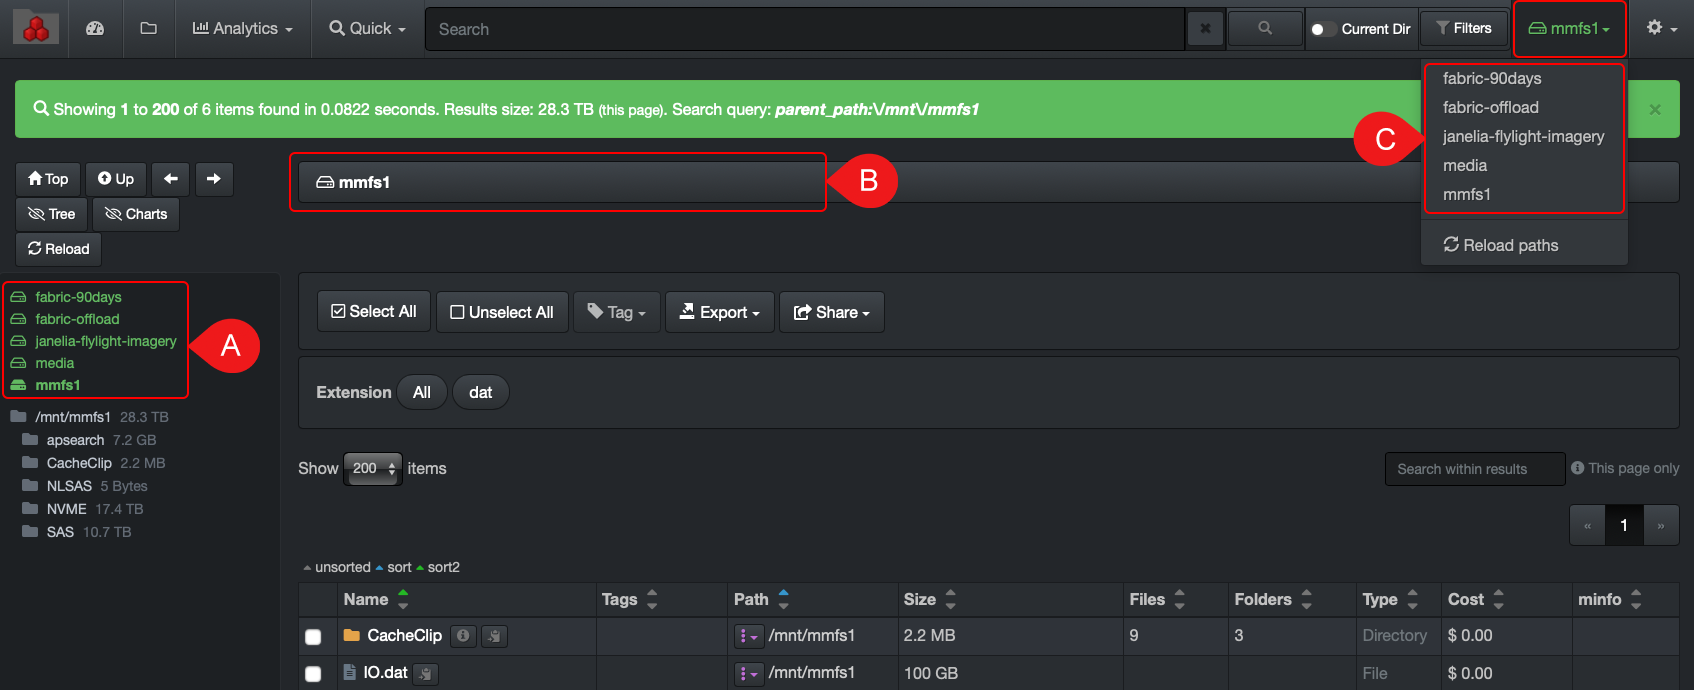 Analytics
Quick
Search
Current Dir
Filters
mmfs1
Showing 1 to 200 of 6 items found in 0.0822 seconds. Results size: 28.3 TB (this page). Search query: parent_path:\/mnt\/mmfs1
fabric-90days
fabric-offload
janelia-flylight-imagery
media
mmfs1
Reload paths
C
Top
Up
Tree
Charts
Reload
mmfs1
B
fabric-90days
fabric-offload
janelia-flylight-imagery
media
mmfs1
A
/mnt/mmfs1 28.3 TB
apsearch 7.2 GB
CacheClip 2.2 MB
NLSAS 5 Bytes
NVME 17.4 TB
SAS 10.7 TB
Select All
Unselect All
Tag
Export
Share
Extension All dat
Show 200 items
Search within results
This page only
« 1 »
unsorted sort sort2
Name Tags Path Size Files Folders Type Cost minfo
CacheClip /mnt/mmfs1 2.2 MB 9 3 Directory $ 0.00
IO.dat /mnt/mmfs1 100 GB File $ 0.00